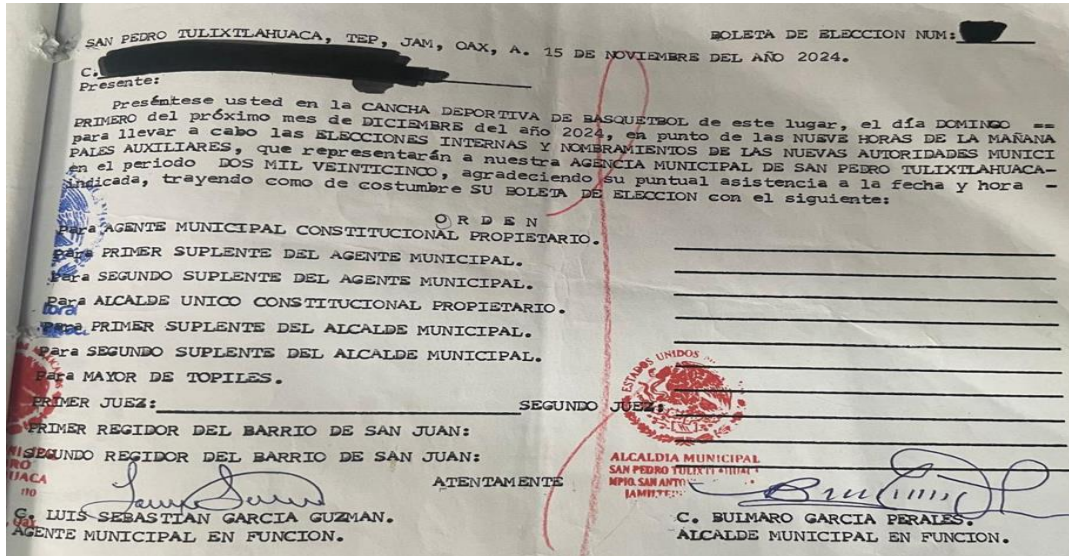 BOLETA DE ELECCION NUM:
SAN PEDRO TULIXTLAHUACA, TEP, JAM, OAX, A. 15 DE NOVIEMBRE DEL AÑO 2024.
C.
Presente:
Preséntese usted en la CANCHA DEPORTIVA DE BASQUETBOL de este lugar, el día DOMINGO ==
PRIMERO del próximo mes de DICIEMBRE del año 2024, en punto de las NUEVE HORAS DE LA MAÑANA
para llevar a cabo las ELECCIONES INTERNAS Y NOMBRAMIENTOS DE LAS NUEVAS AUTORIDADES MUNICI
PALES AUXILIARES, que representarán a nuestra AGENCIA MUNICIPAL DE SAN PEDRO TULIXTLAHUACA-
en el periodo DOS MIL VEINTICINCO, agradeciendo su puntual asistencia a la fecha y hora -
indicada, trayendo como de costumbre SU BOLETA DE ELECCION con el siguiente:
O R D E N
Para AGENTE MUNICIPAL CONSTITUCIONAL PROPIETARIO.
Para PRIMER SUPLENTE DEL AGENTE MUNICIPAL.
Para SEGUNDO SUPLENTE DEL AGENTE MUNICIPAL.
Para ALCALDE UNICO CONSTITUCIONAL PROPIETARIO.
Para PRIMER SUPLENTE DEL ALCALDE MUNICIPAL.
Para SEGUNDO SUPLENTE DEL ALCALDE MUNICIPAL.
Para MAYOR DE TOPILES.
PRIMER JUEZ: SEGUNDO JUEZ:
PRIMER REGIDOR DEL BARRIO DE SAN JUAN:
SEGUNDO REGIDOR DEL BARRIO DE SAN JUAN:
ESTADOS UNIDOS
ALCALDIA MUNICIPAL
SAN PEDRO
MPIO. SAN ANTO
ATENTAMENTE
C. LUIS SEBASTIAN GARCIA GUZMAN.
AGENTE MUNICIPAL EN FUNCION.
C. BULMARO GARCIA PERALES.
ALCALDE MUNICIPAL EN FUNCION.